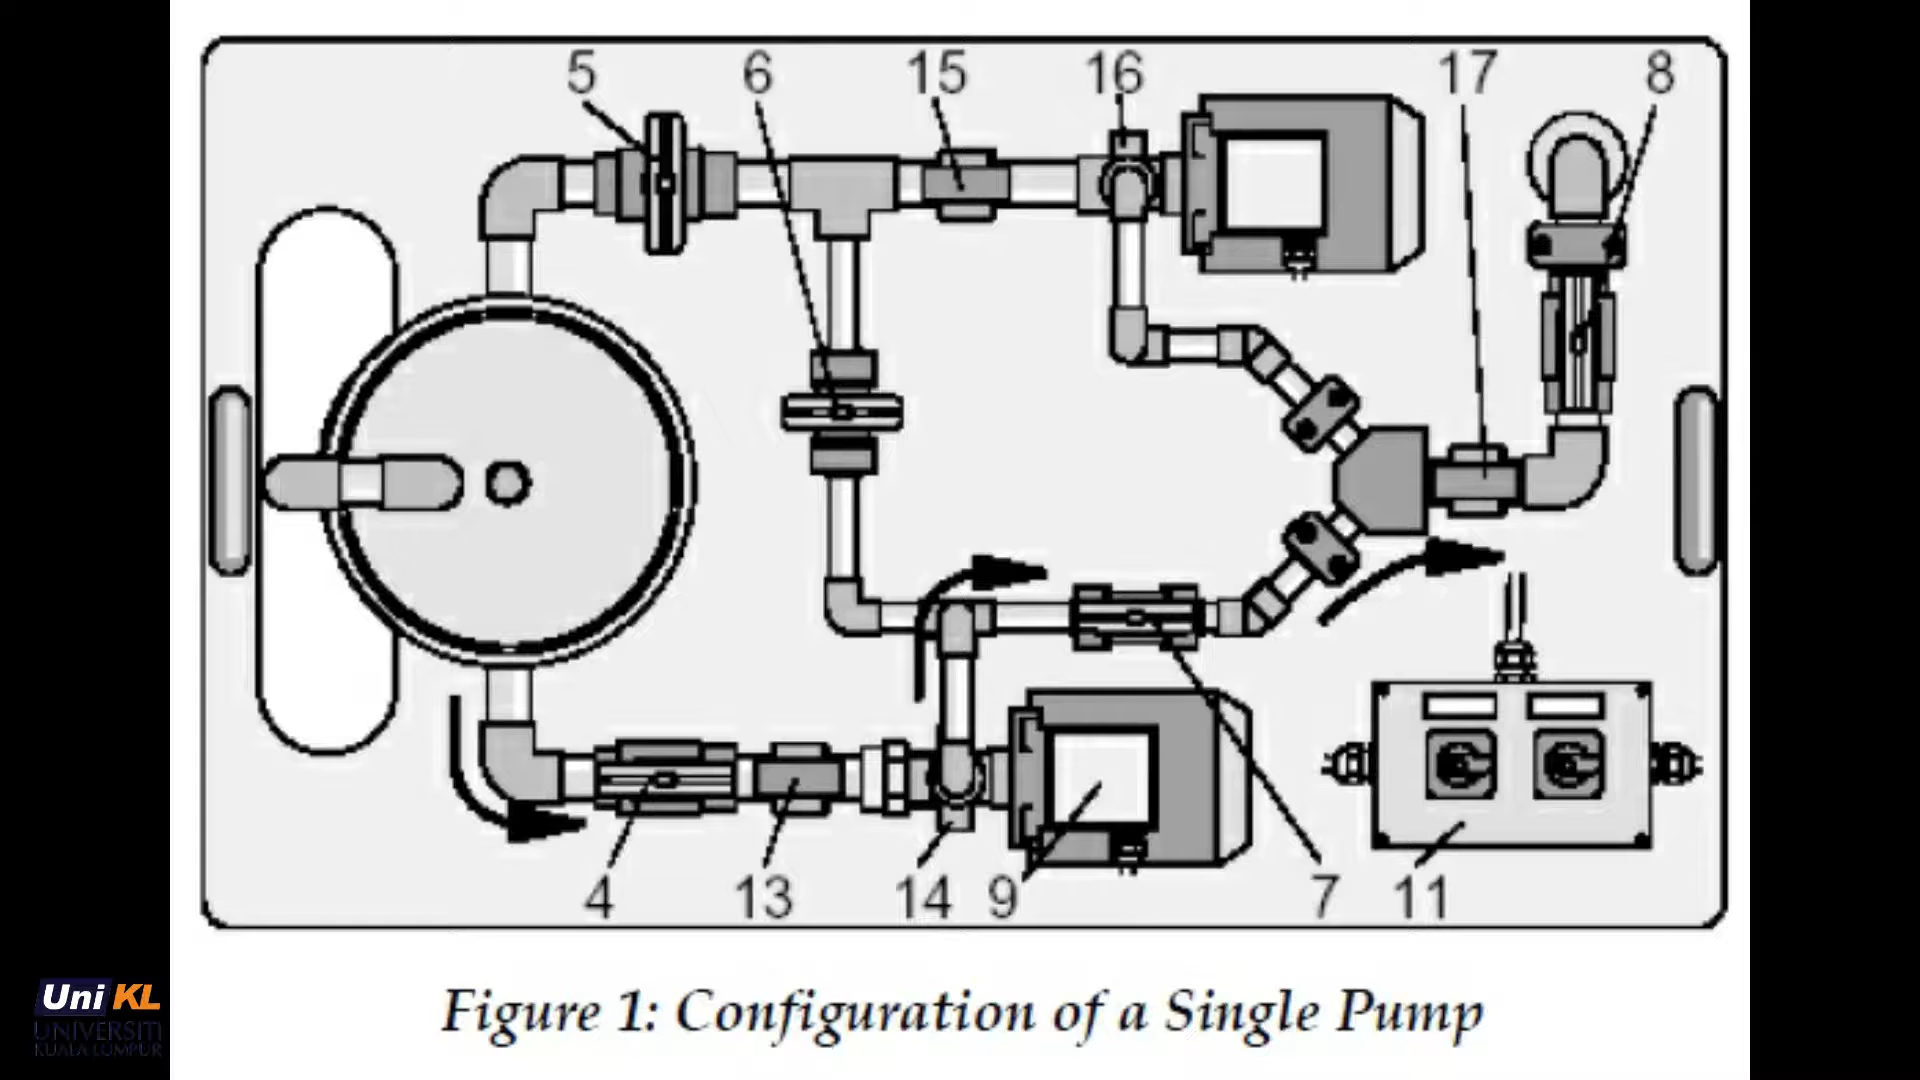 5 6 15 16 17 8
4 13 14 9 7 11
Figure 1: Configuration of a Single Pump
Uni KL
UNIVERSITI
KUALA LUMPUR